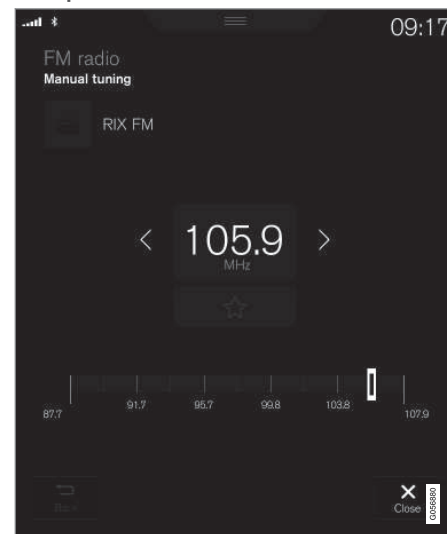 09:17
FM radio
Manual tuning
RIX FM
105.9
MHz
87.7 91.7 95.7 99.8 103.8 107.9
Back
Close
G056880